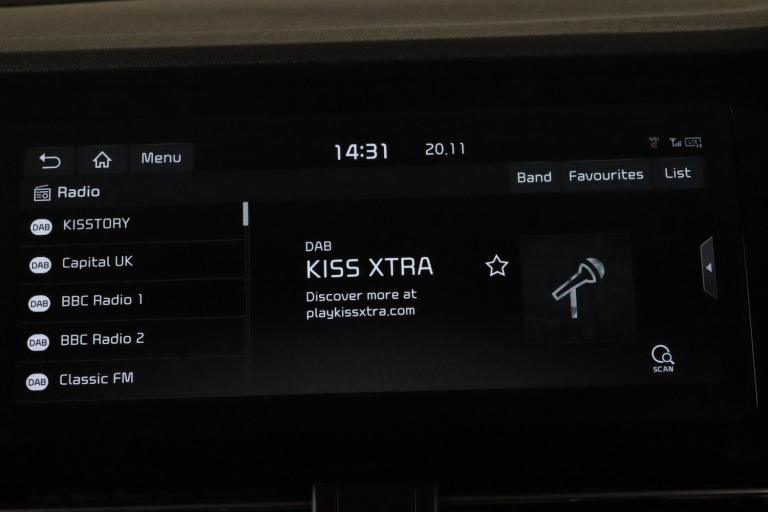 Menu
14:31
20.11
Radio
Band
Favourites
List
DAB KISSTORY
DAB Capital UK
DAB BBC Radio 1
DAB BBC Radio 2
DAB Classic FM
DAB
KISS XTRA
Discover more at
playkissxtra.com
SCAN